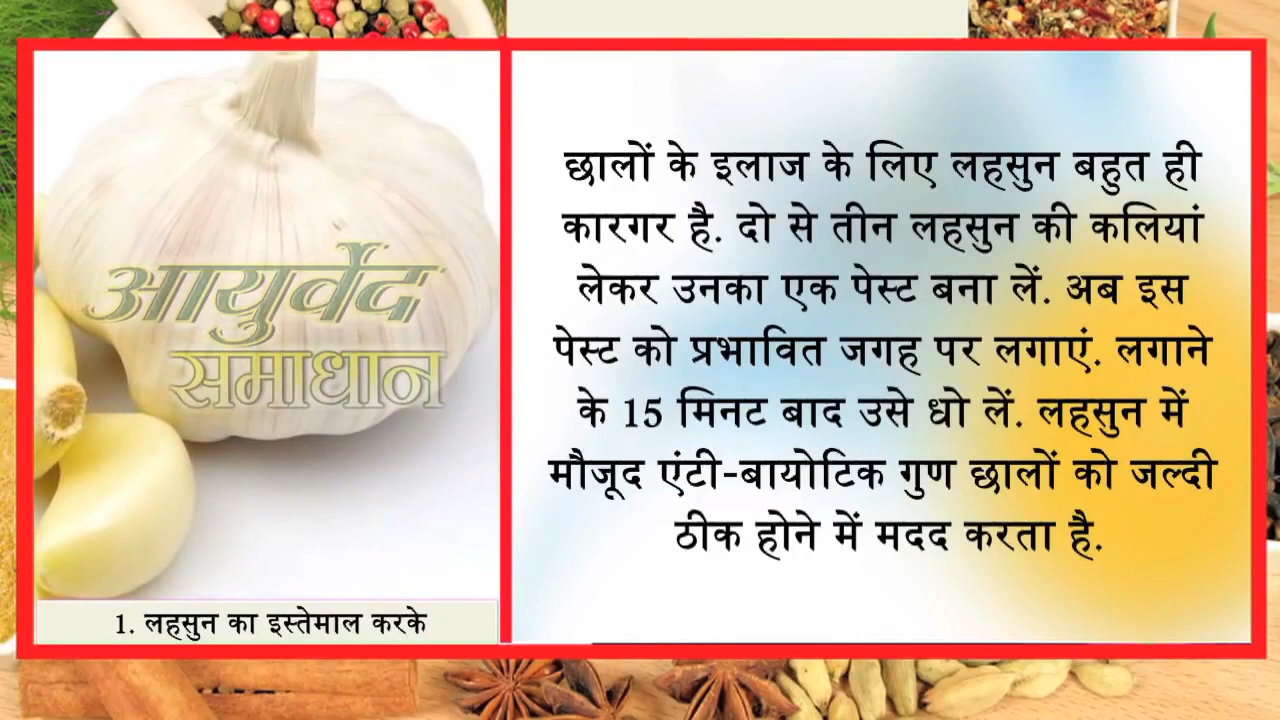 आयुर्वेद
समाधान
1. लहसुन का इस्तेमाल करके
छालों के इलाज के लिए लहसुन बहुत ही
कारगर है. दो से तीन लहसुन की कलियां
लेकर उनका एक पेस्ट बना लें. अब इस
पेस्ट को प्रभावित जगह पर लगाएं. लगाने
के 15 मिनट बाद उसे धो लें. लहसुन में
मौजूद एंटी-बायोटिक गुण छालों को जल्दी
ठीक होने में मदद करता है.